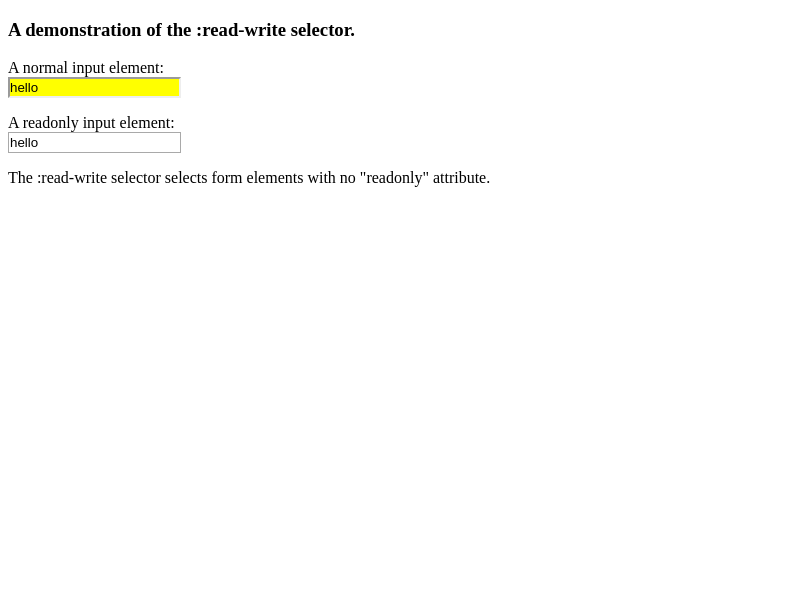 A demonstration of the :read-write selector.
A normal input element:
hello
A readonly input element:
hello
The :read-write selector selects form elements with no "readonly" attribute.